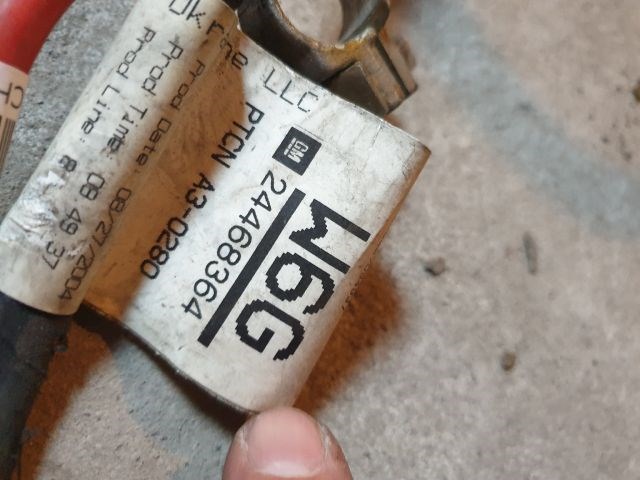 W6G
GM 24468364
PTCN A3-0280
LLC
Prod Date: 08/27/2004
Prod Time: 08 49 37
Prod Line: